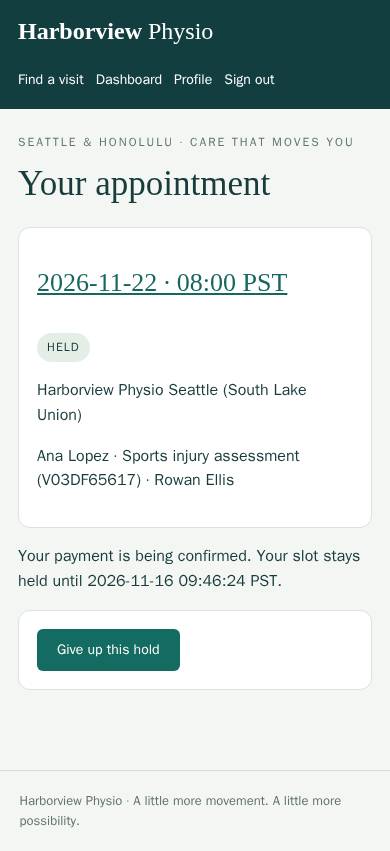 Harborview Physio
Find a visit Dashboard Profile Sign out
SEATTLE & HONOLULU · CARE THAT MOVES YOU
Your appointment
2026-11-22 · 08:00 PST
HELD
Harborview Physio Seattle (South Lake
Union)
Ana Lopez · Sports injury assessment
(V03DF65617) · Rowan Ellis
Your payment is being confirmed. Your slot stays
held until 2026-11-16 09:46:24 PST.
Give up this hold
Harborview Physio · A little more movement. A little more
possibility.